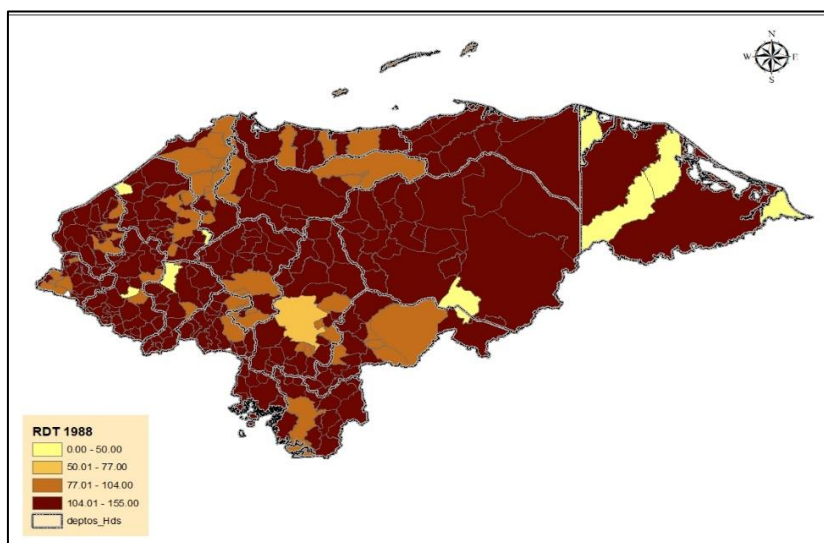 N
W E
S
RDT 1988
0.00 - 50.00
50.01 - 77.00
77.01 - 104.00
104.01 - 155.00
deptos_Hds